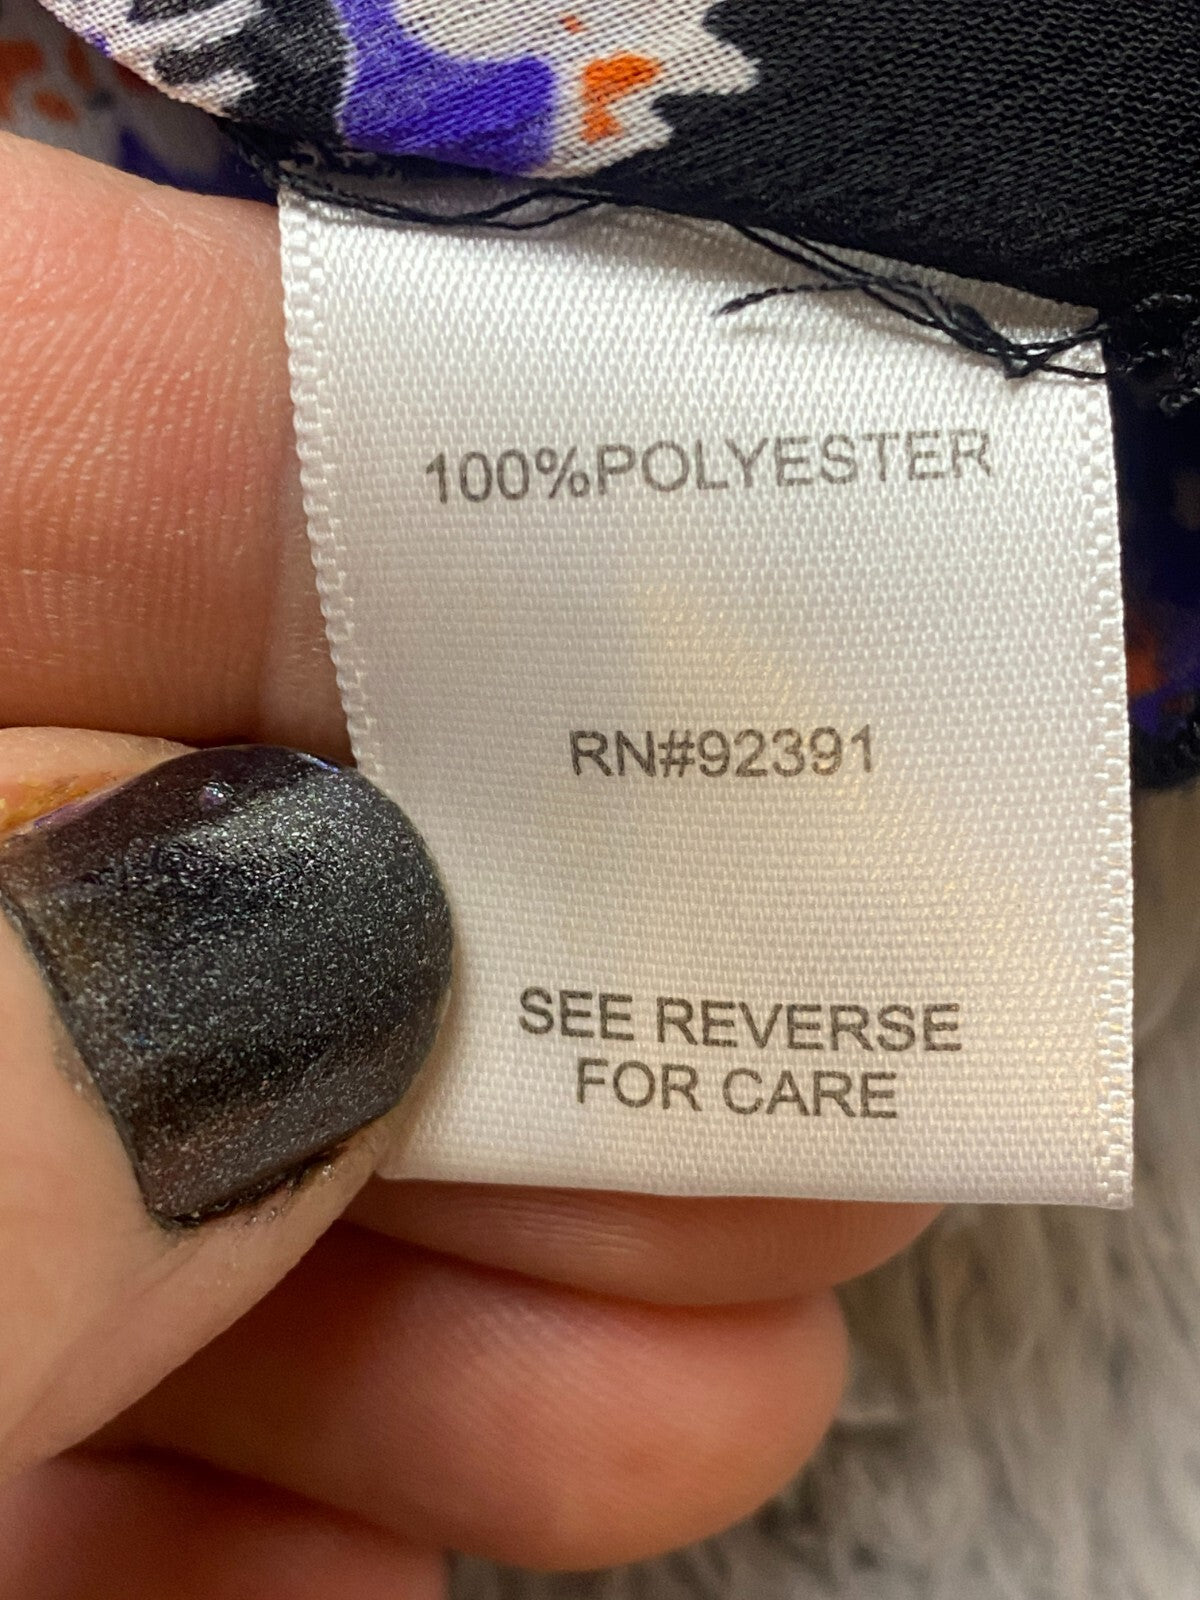 100%POLYESTER
RN#92391
SEE REVERSE
FOR CARE